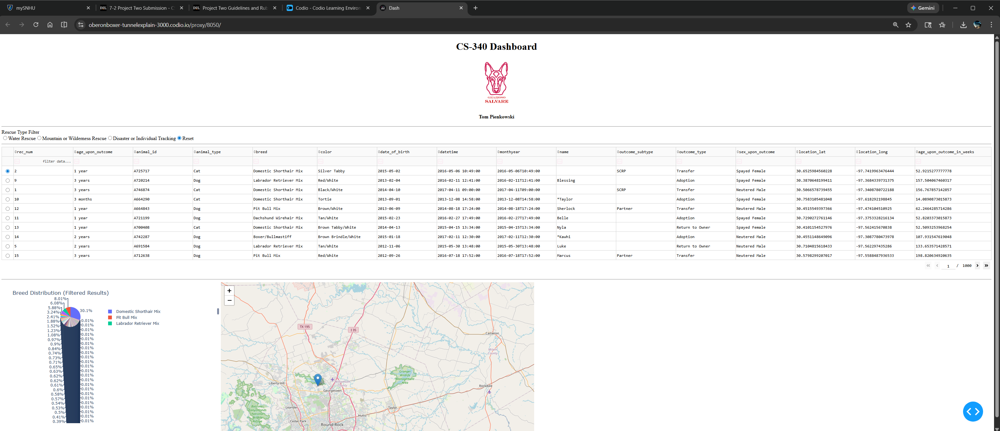 mySNHU
7-2 Project Two Submission - C
Project Two Guidelines and Rub
Codio - Codio Learning Environ
Dash
Gemini
oberonboxer-tunnelexplain-3000.codio.io/proxy/8050/
CS-340 Dashboard
GRAZIOSO
SALVARE
Tom Pienkowski
Rescue Type Filter
Water Rescue Mountain or Wilderness Rescue Disaster or Individual Tracking Reset
rec_num age_upon_outcome animal_id animal_type breed color date_of_birth datetime monthyear name outcome_subtype outcome_type sex_upon_outcome location_lat location_long age_upon_outcome_in_weeks
filter data...
2 1 year A725717 Cat Domestic Shorthair Mix Silver Tabby 2015-05-02 2016-05-06 10:49:00 2016-05-06T10:49:00 SCRP Transfer Spayed Female 30.6525984560228 -97.7419963476444 52.9215277777778
9 3 years A720214 Dog Labrador Retriever Mix Red/White 2013-02-04 2016-02-11 12:41:00 2016-02-11T12:41:00 Blessing Adoption Spayed Female 30.3870648199411 -97.3684339731375 157.504067460317
1 3 years A746874 Cat Domestic Shorthair Mix Black/White 2014-04-10 2017-04-11 09:00:00 2017-04-11T09:00:00 SCRP Transfer Neutered Male 30.5066578739455 -97.3408780722188 156.767857142857
10 3 months A664290 Cat Domestic Shorthair Mix Tortie 2013-09-01 2013-12-08 14:58:00 2013-12-08T14:58:00 *Taylor Adoption Spayed Female 30.7583105481048 -97.618292198845 14.0890873015873
12 1 year A664843 Dog Pit Bull Mix Brown/White 2013-06-09 2014-08-18 17:24:00 2014-08-18T17:24:00 Sherlock Partner Transfer Neutered Male 30.4515549397366 -97.474104510925 62.2464285714286
11 1 year A721199 Dog Dachshund Wirehair Mix Tan/White 2015-02-23 2016-02-27 17:49:00 2016-02-27T17:49:00 Belle Adoption Spayed Female 30.7290272761146 -97.3753328216134 52.8203373015873
13 1 year A700408 Cat Domestic Shorthair Mix Brown Tabby/White 2014-04-13 2015-04-15 13:34:00 2015-04-15T13:34:00 Nyla Return to Owner Spayed Female 30.4101154527976 -97.562415670838 52.5093253968254
14 2 years A742287 Dog Boxer/Bullmastiff Brown Brindle/White 2015-01-18 2017-02-11 12:30:00 2017-02-11T12:30:00 *Kawhi Adoption Neutered Male 30.4551148649096 -97.3087780473978 107.931547619048
5 2 years A691584 Dog Labrador Retriever Mix Tan/White 2012-11-06 2015-05-30 13:48:00 2015-05-30T13:48:00 Luke Return to Owner Neutered Male 30.7104815618433 -97.562297435286 133.653571428571
15 3 years A712638 Dog Pit Bull Mix Red/White 2012-09-26 2016-07-18 17:52:00 2016-07-18T17:52:00 Marcus Partner Transfer Neutered Male 30.5798299207017 -97.5588487936533 198.820634920635
1 / 1000
Breed Distribution (Filtered Results)
8.01%
6.08%
5.88% 30.1%
3.24%
2.41%
1.88% 0.01%
1.52% 0.01%
1.23% 0.01%
1.08% 0.01%
0.97% 0.01%
0.9% 0.01%
0.84% 0.01%
0.74% 0.01%
0.73% 0.01%
0.71% 0.01%
0.65% 0.01%
0.63% 0.01%
0.62% 0.01%
0.62% 0.01%
0.61% 0.01%
0.6% 0.01%
0.58% 0.01%
0.57% 0.01%
0.54% 0.01%
0.53% 0.01%
0.5% 0.01%
0.41% 0.01%
0.39% 0.01%
Domestic Shorthair Mix
Pit Bull Mix
Labrador Retriever Mix
+
−
TX 195
I 35
Cameron
Milam
County
Granger
Wildlife
Management
Area
Liberty Hill
Williamson
County
Georgetown
Rockdale
Balcones
Canyonlands
National
Wildlife
Refuge
Leander
Taylor
Hutto
Cedar Park
Round Rock